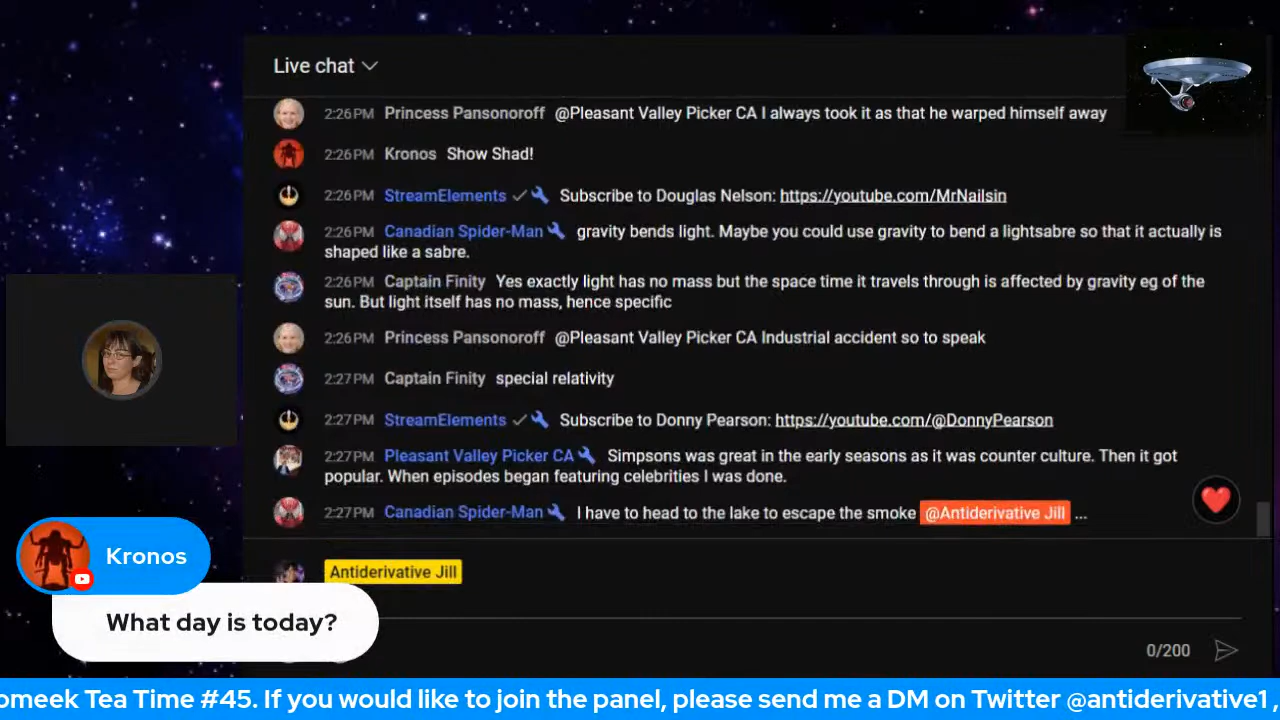 Live chat
2:26PM Princess Pansonoroff @Pleasant Valley Picker CA I always took it as that he warped himself away
2:26PM Kronos Show Shad!
2:26PM StreamElements Subscribe to Douglas Nelson: https://youtube.com/MrNailsin
2:26PM Canadian Spider-Man gravity bends light. Maybe you could use gravity to bend a lightsabre so that it actually is
shaped like a sabre.
2:26PM Captain Finity Yes exactly light has no mass but the space time it travels through is affected by gravity eg of the
sun. But light itself has no mass, hence specific
2:26PM Princess Pansonoroff @Pleasant Valley Picker CA Industrial accident so to speak
2:27PM Captain Finity special relativity
2:27PM StreamElements Subscribe to Donny Pearson: https://youtube.com/@DonnyPearson
2:27PM Pleasant Valley Picker CA Simpsons was great in the early seasons as it was counter culture. Then it got
popular. When episodes began featuring celebrities I was done.
2:27PM Canadian Spider-Man I have to head to the lake to escape the smoke @Antiderivative Jill ...
Antiderivative Jill
Kronos
What day is today?
0/200
omeek Tea Time #45. If you would like to join the panel, please send me a DM on Twitter @antiderivative1 ,